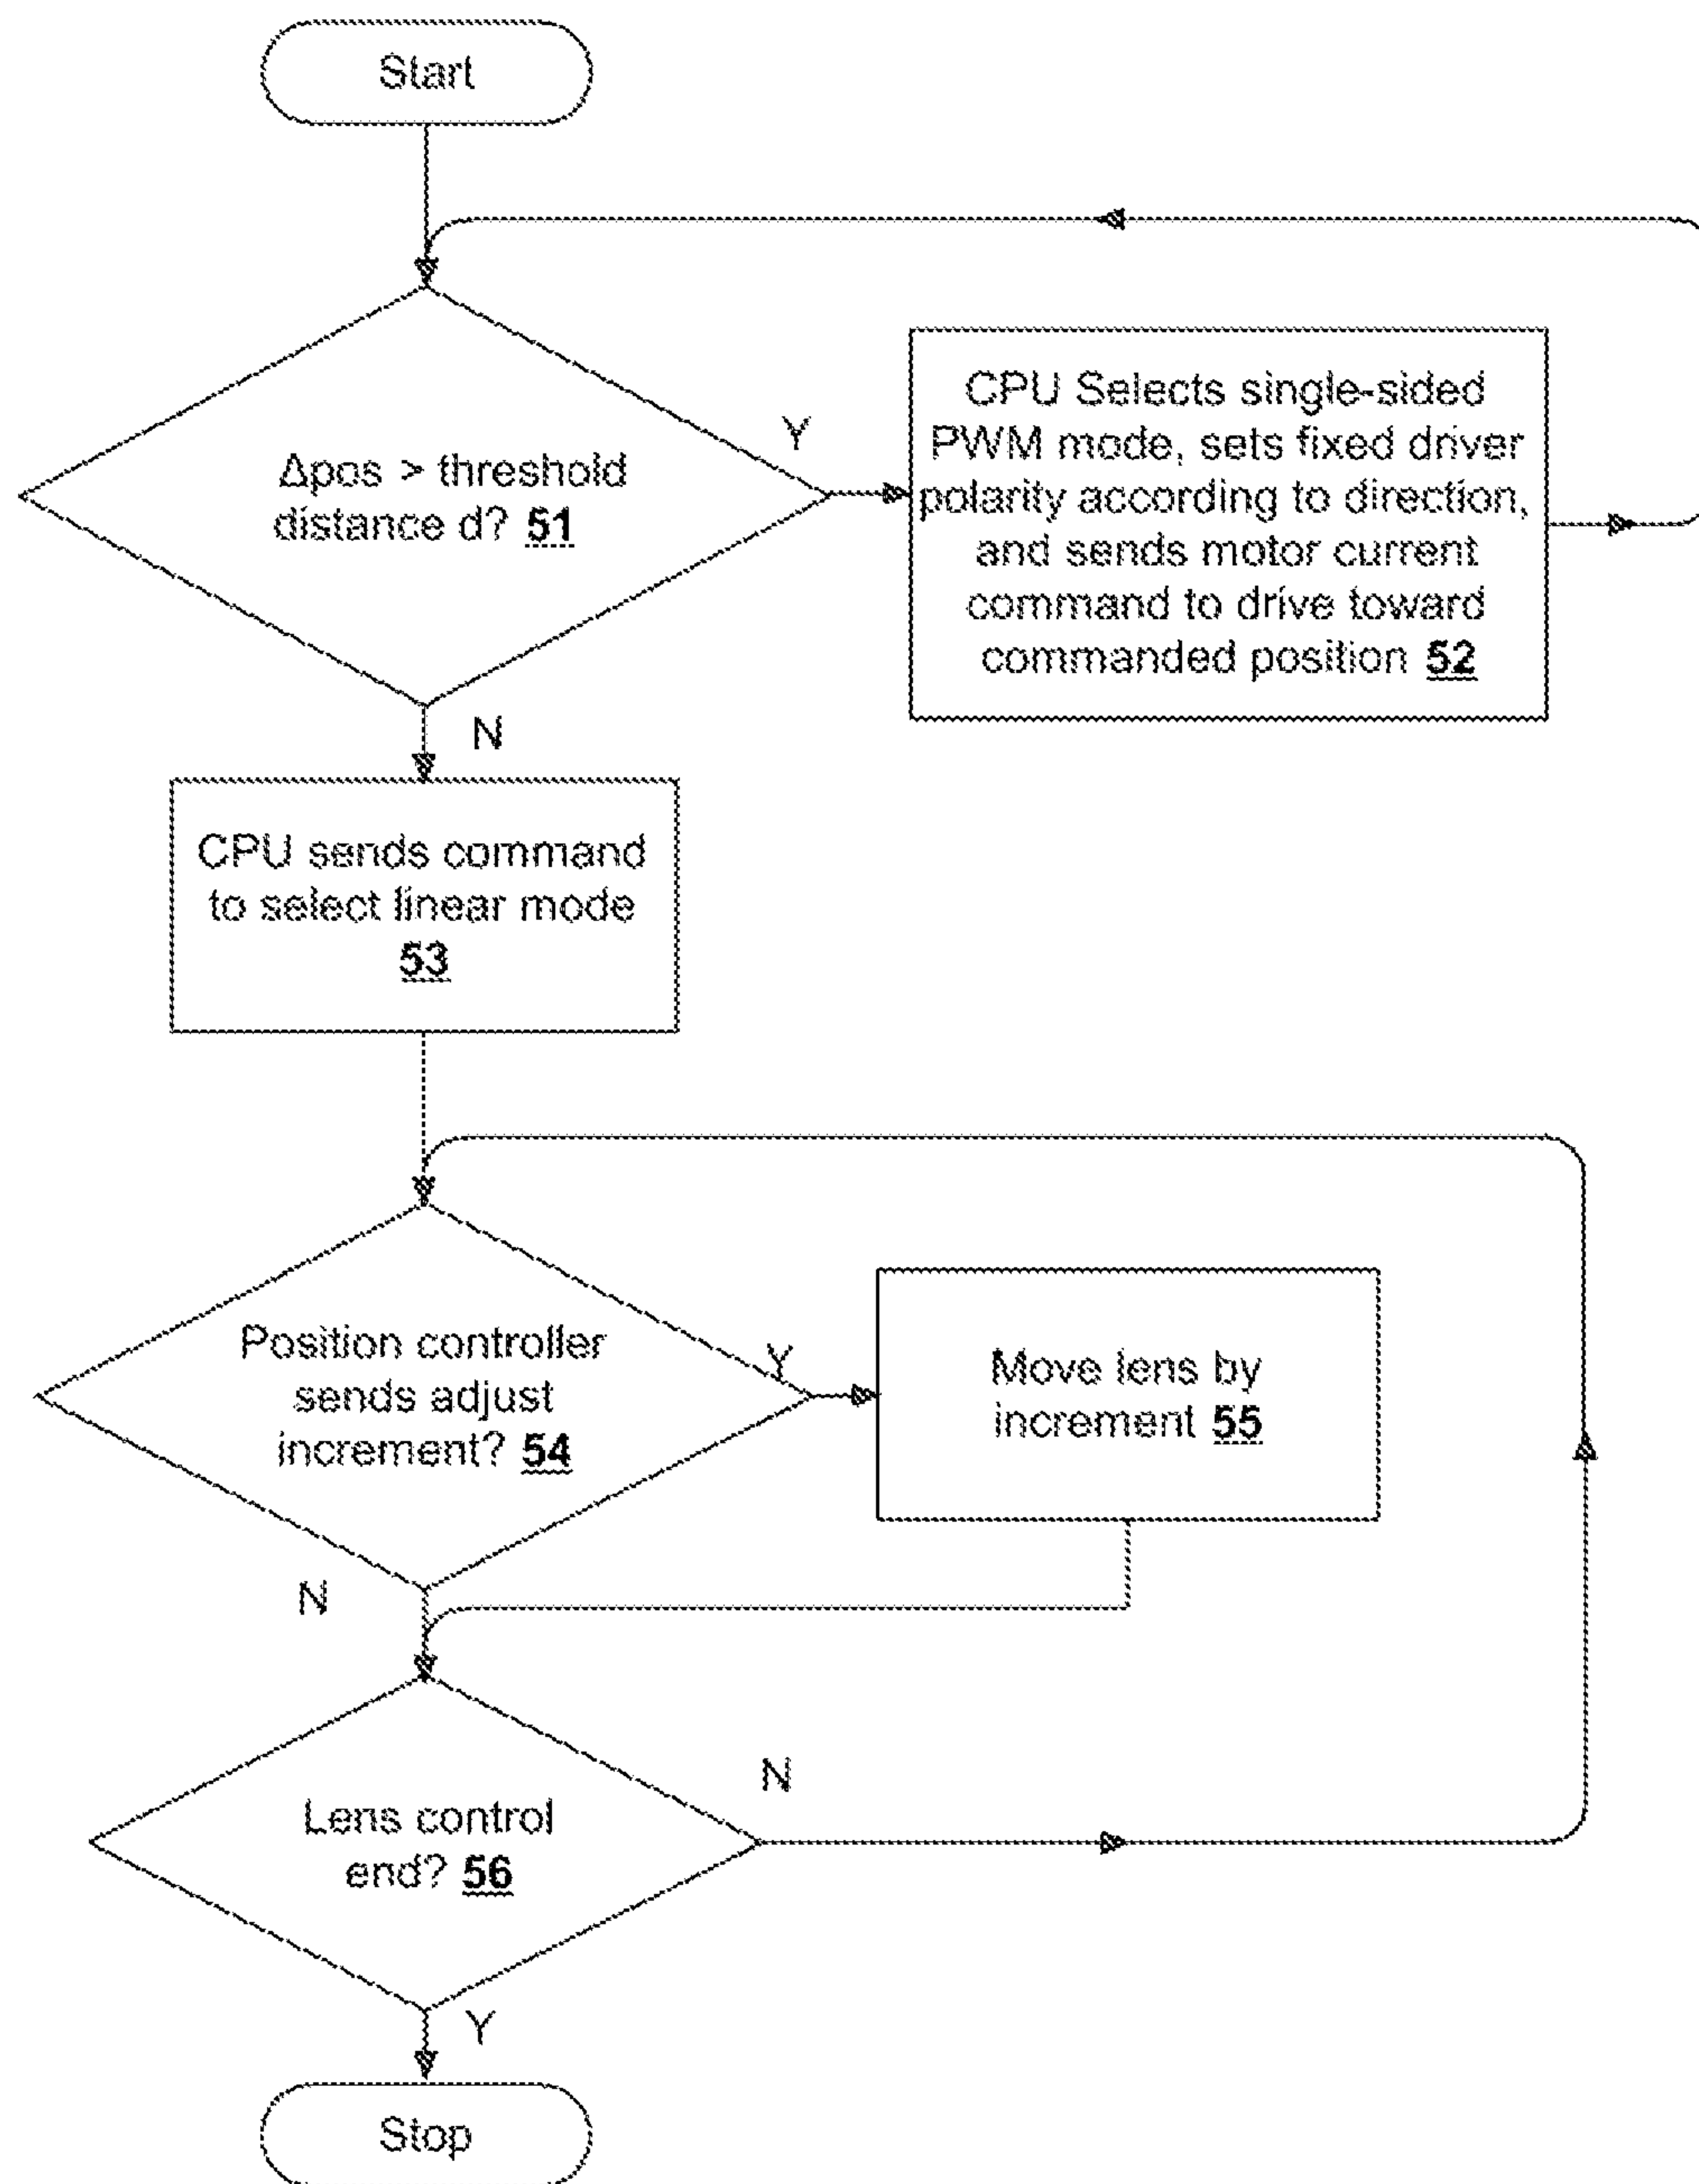 Start
Δpos > threshold
distance d? 51
Y
CPU Selects single-sided
PWM mode, sets fixed driver
polarity according to direction,
and sends motor current
command to drive toward
commanded position 52
N
CPU sends command
to select linear mode
53
Position controller
sends adjust
increment? 54
Y
Move lens by
increment 55
N
Lens control
end? 56
N
Y
Stop